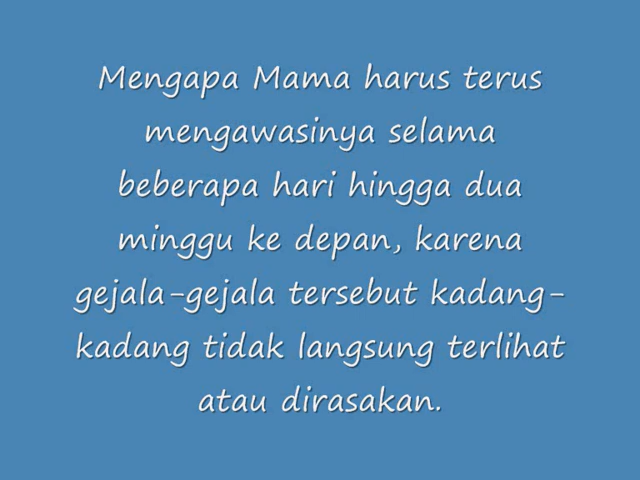 Mengapa Mama harus terus
mengawasinya selama
beberapa hari hingga dua
minggu ke depan, karena
gejala-gejala tersebut kadang-
kadang tidak langsung terlihat
atau dirasakan.